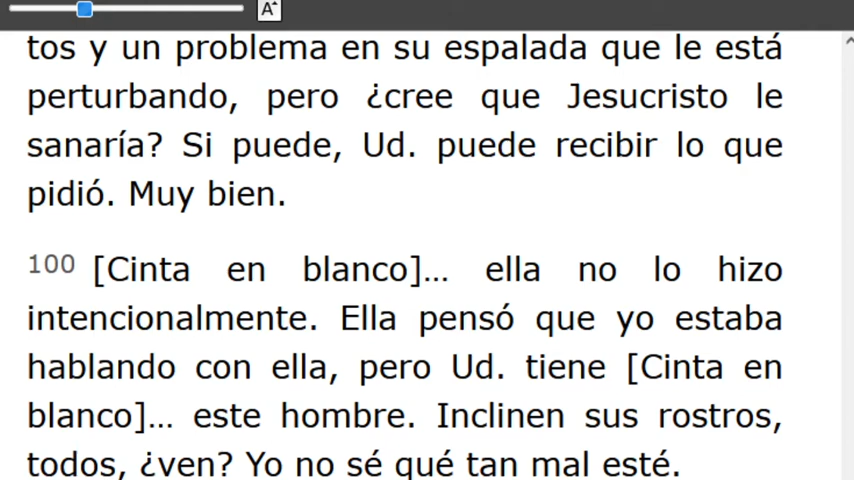 A
tos y un problema en su espalada que le está
perturbando, pero ¿cree que Jesucristo le
sanaría? Si puede, Ud. puede recibir lo que
pidió. Muy bien.
100 [Cinta en blanco]... ella no lo hizo
intencionalmente. Ella pensó que yo estaba
hablando con ella, pero Ud. tiene [Cinta en
blanco]... este hombre. Inclinen sus rostros,
todos, ¿ven? Yo no sé qué tan mal esté.